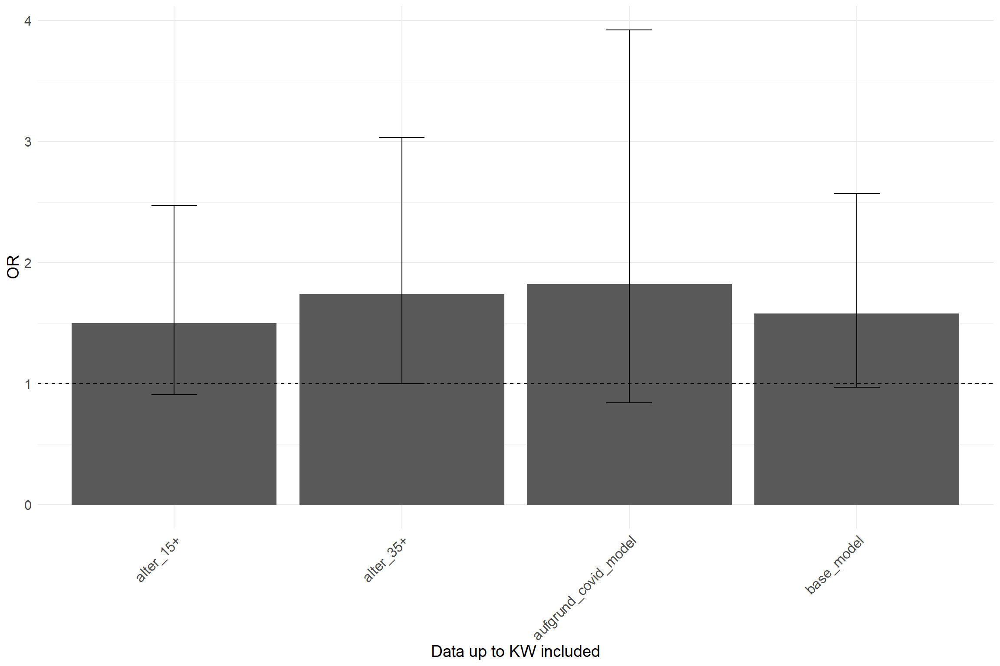 OR
4
3
2
1
0
alter_15+
alter_35+
aufgrund_covid_model
base_model
Data up to KW included